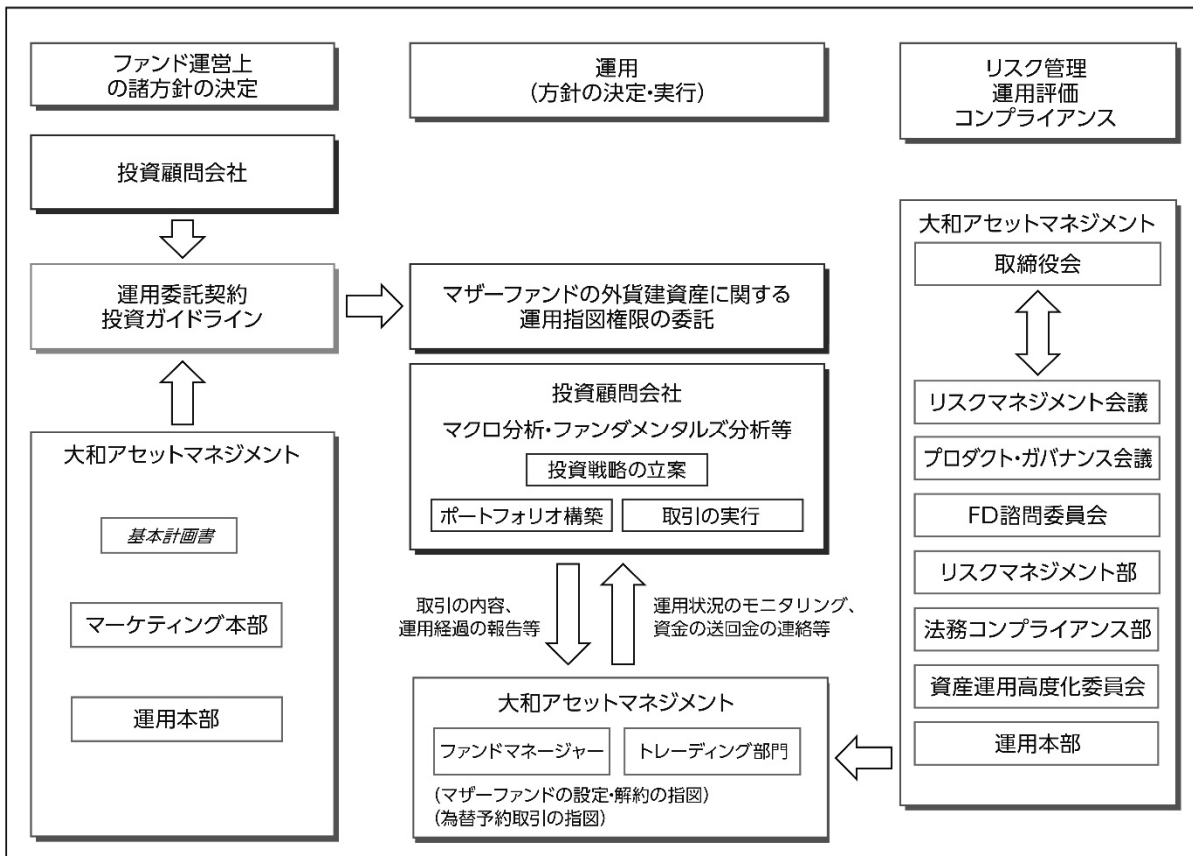 ファンド運営上
の諸方針の決定
投資顧問会社
運用委託契約
投資ガイドライン
大和アセットマネジメント
基本計画書
マーケティング本部
運用本部
運用
(方針の決定・実行)
マザーファンドの外貨建資産に関する
運用指図権限の委託
投資顧問会社
マクロ分析・ファンダメンタルズ分析等
投資戦略の立案
ポートフォリオ構築
取引の実行
取引の内容、
運用経過の報告等
運用状況のモニタリング、
資金の送回金の連絡等
大和アセットマネジメント
ファンドマネージャー
トレーディング部門
(マザーファンドの設定・解約の指図)
(為替予約取引の指図)
リスク管理
運用評価
コンプライアンス
大和アセットマネジメント
取締役会
リスクマネジメント会議
プロダクト・ガバナンス会議
FD諮問委員会
リスクマネジメント部
法務コンプライアンス部
資産運用高度化委員会
運用本部